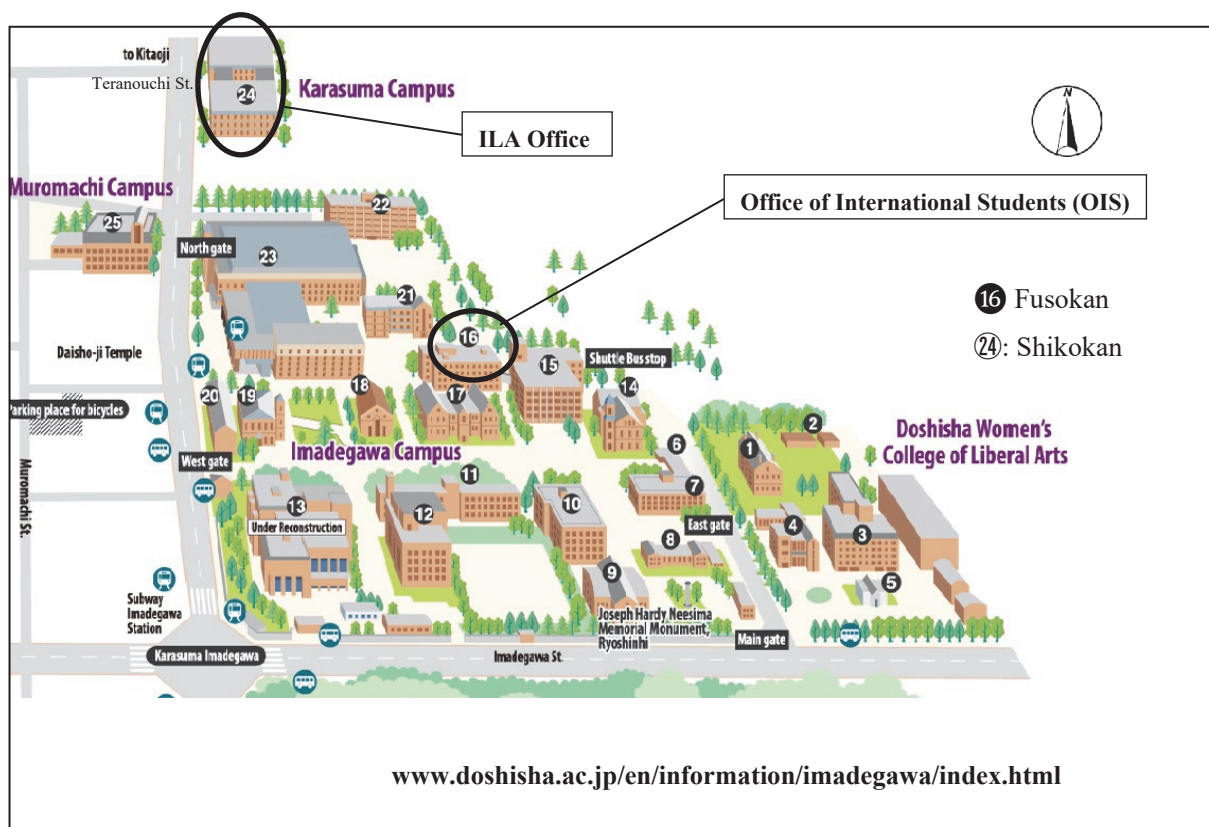 to Kitaoji
Teranouchi St.
24
Karasuma Campus
ILA Office
Muromachi Campus
Office of International Students (OIS)
22
25
North gate
23
16 Fusokan
21
24: Shikokan
16
Daisho-ji Temple
15
Shuttle Bus stop
18
17
14
20
19
Parking place for bicycles
2
Doshisha Women's
College of Liberal Arts
1
6
Imadegawa Campus
West gate
11
7
13
12
10
Under Reconstruction
East gate
4
3
Muromachi St.
8
9
5
Subway
Imadegawa
Station
Joseph Hardy Neesima
Memorial Monument,
Ryoshinhi
Main gate
Karasuma Imadegawa
Imadegawa St.
www.doshisha.ac.jp/en/information/imadegawa/index.html